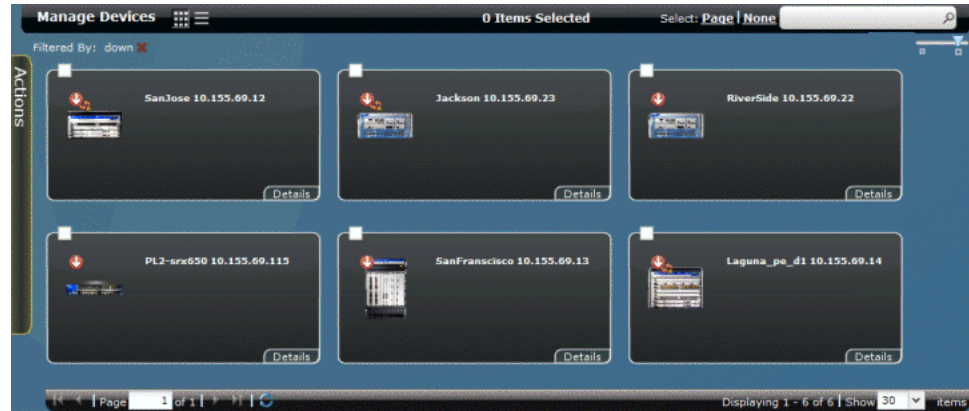 Manage Devices 0 Items Selected Select: Page | None
Filtered By: down
Actions
SanJose 10.155.69.12
Jackson 10.155.69.23
RiverSide 10.155.69.22
Details
Details
Details
PL2-srx650 10.155.69.115
SanFranscisco 10.155.69.13
Laguna_pe_d1 10.155.69.14
Details
Details
Details
Page 1 of 1 | Displaying 1 - 6 of 6 | Show 30 items